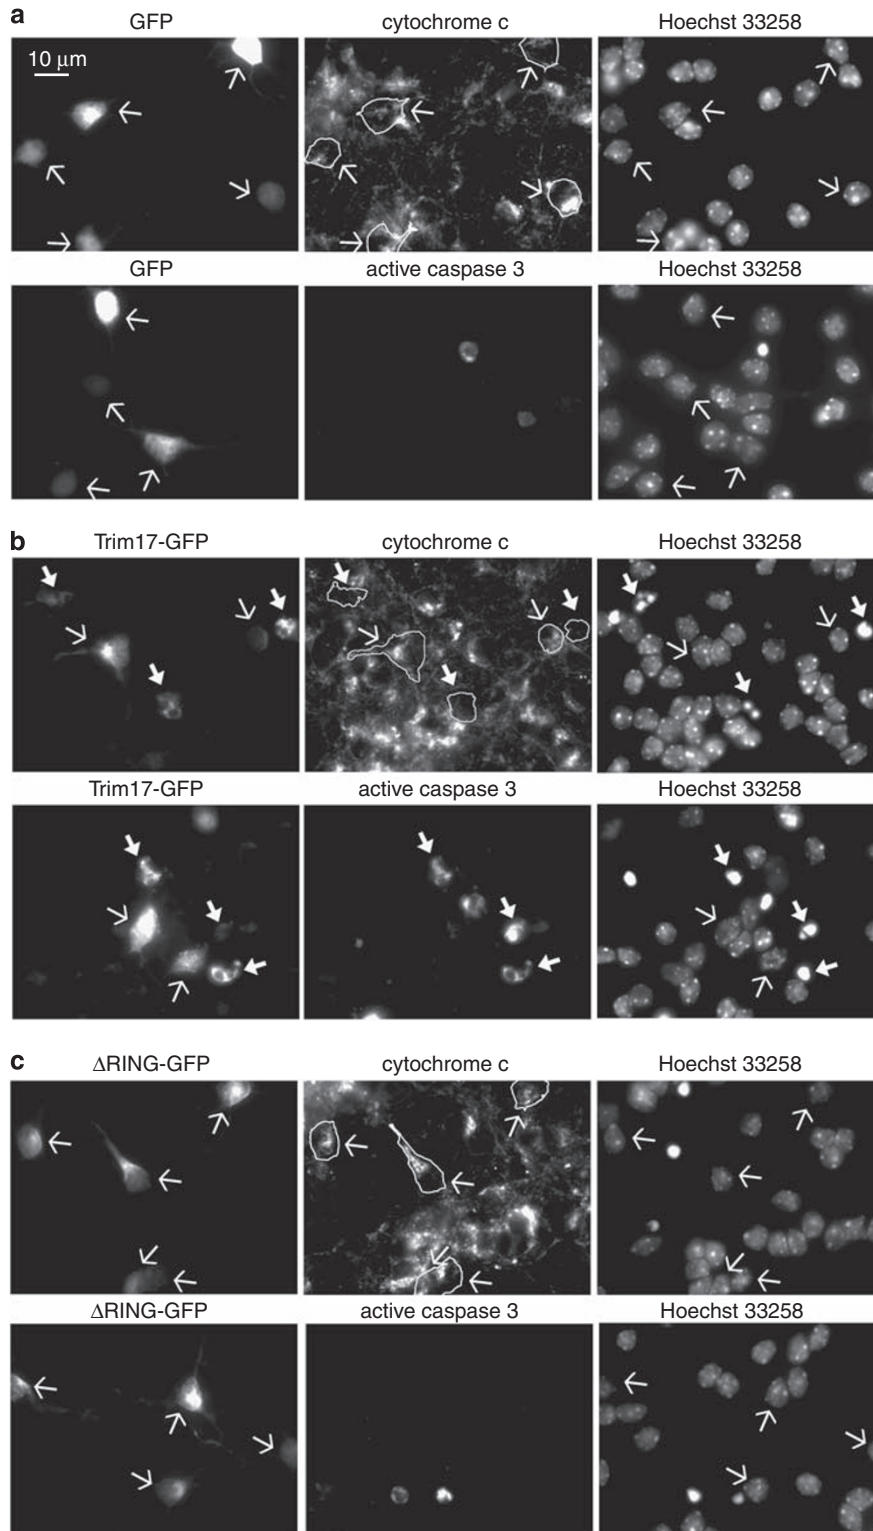 a
GFP cytochrome c Hoechst 33258
10 μm
GFP active caspase 3 Hoechst 33258
b
Trim17-GFP cytochrome c Hoechst 33258
Trim17-GFP active caspase 3 Hoechst 33258
c
ΔRING-GFP cytochrome c Hoechst 33258
ΔRING-GFP active caspase 3 Hoechst 33258